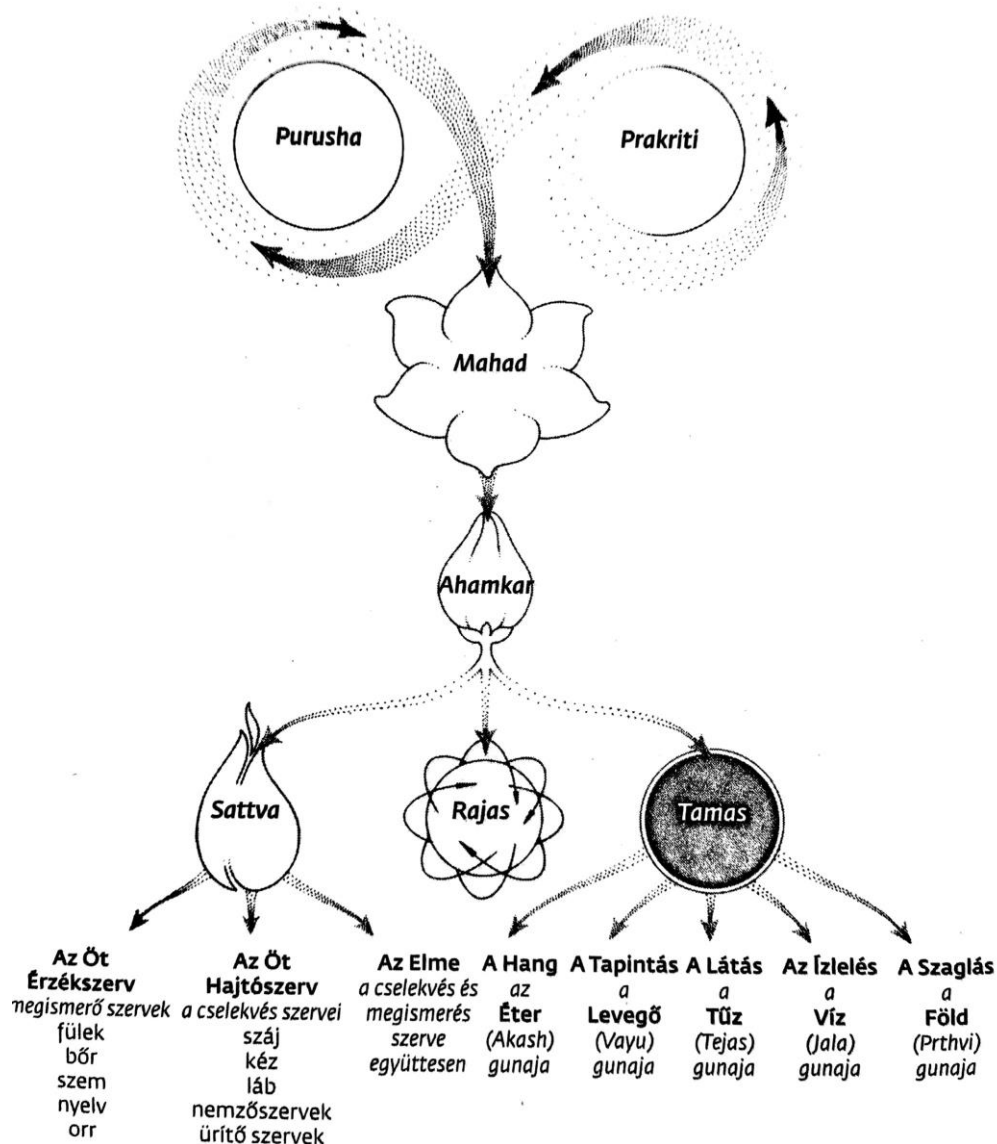 Purusha
Prakriti
Mahad
Ahamkar
Sattva
Rajas
Tamas
Az Öt
Érzékszerv
megismerő szervek
fülek
bőr
szem
nyelv
orr
Az Öt
Hajtószerv
a cselekvés szervei
száj
kéz
láb
nemzőszervek
ürítő szervek
Az Elme
a cselekvés és
megismerés
szerve
együttesen
A Hang
az
Éter
(Akash)
gunaja
A Tapintás
a
Levegő
(Vayu)
gunaja
A Látás
a
Tűz
(Tejas)
gunaja
Az Ízlelés
a
Víz
(Jala)
gunaja
A Szaglás
a
Föld
(Prthvi)
gunaja